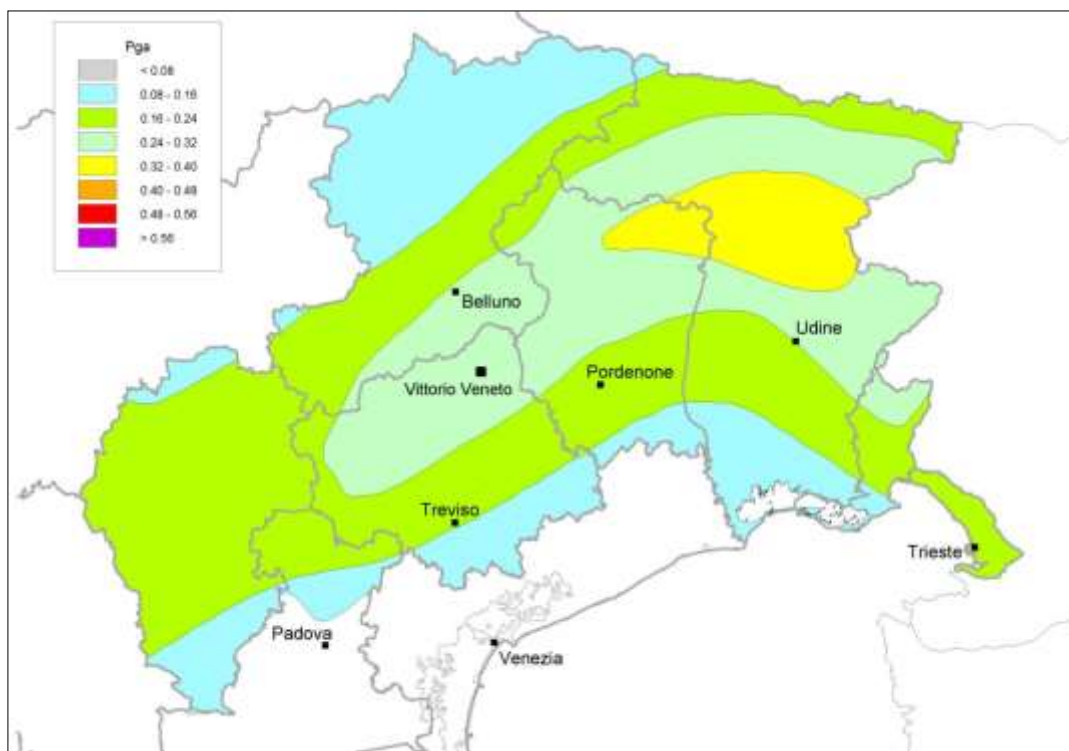 Pga
< 0.08
0.08 - 0.16
0.16 - 0.24
0.24 - 0.32
0.32 - 0.40
0.40 - 0.48
0.48 - 0.56
> 0.56
Belluno
Udine
Vittorio Veneto
Pordenone
Treviso
Trieste
Padova
Venezia